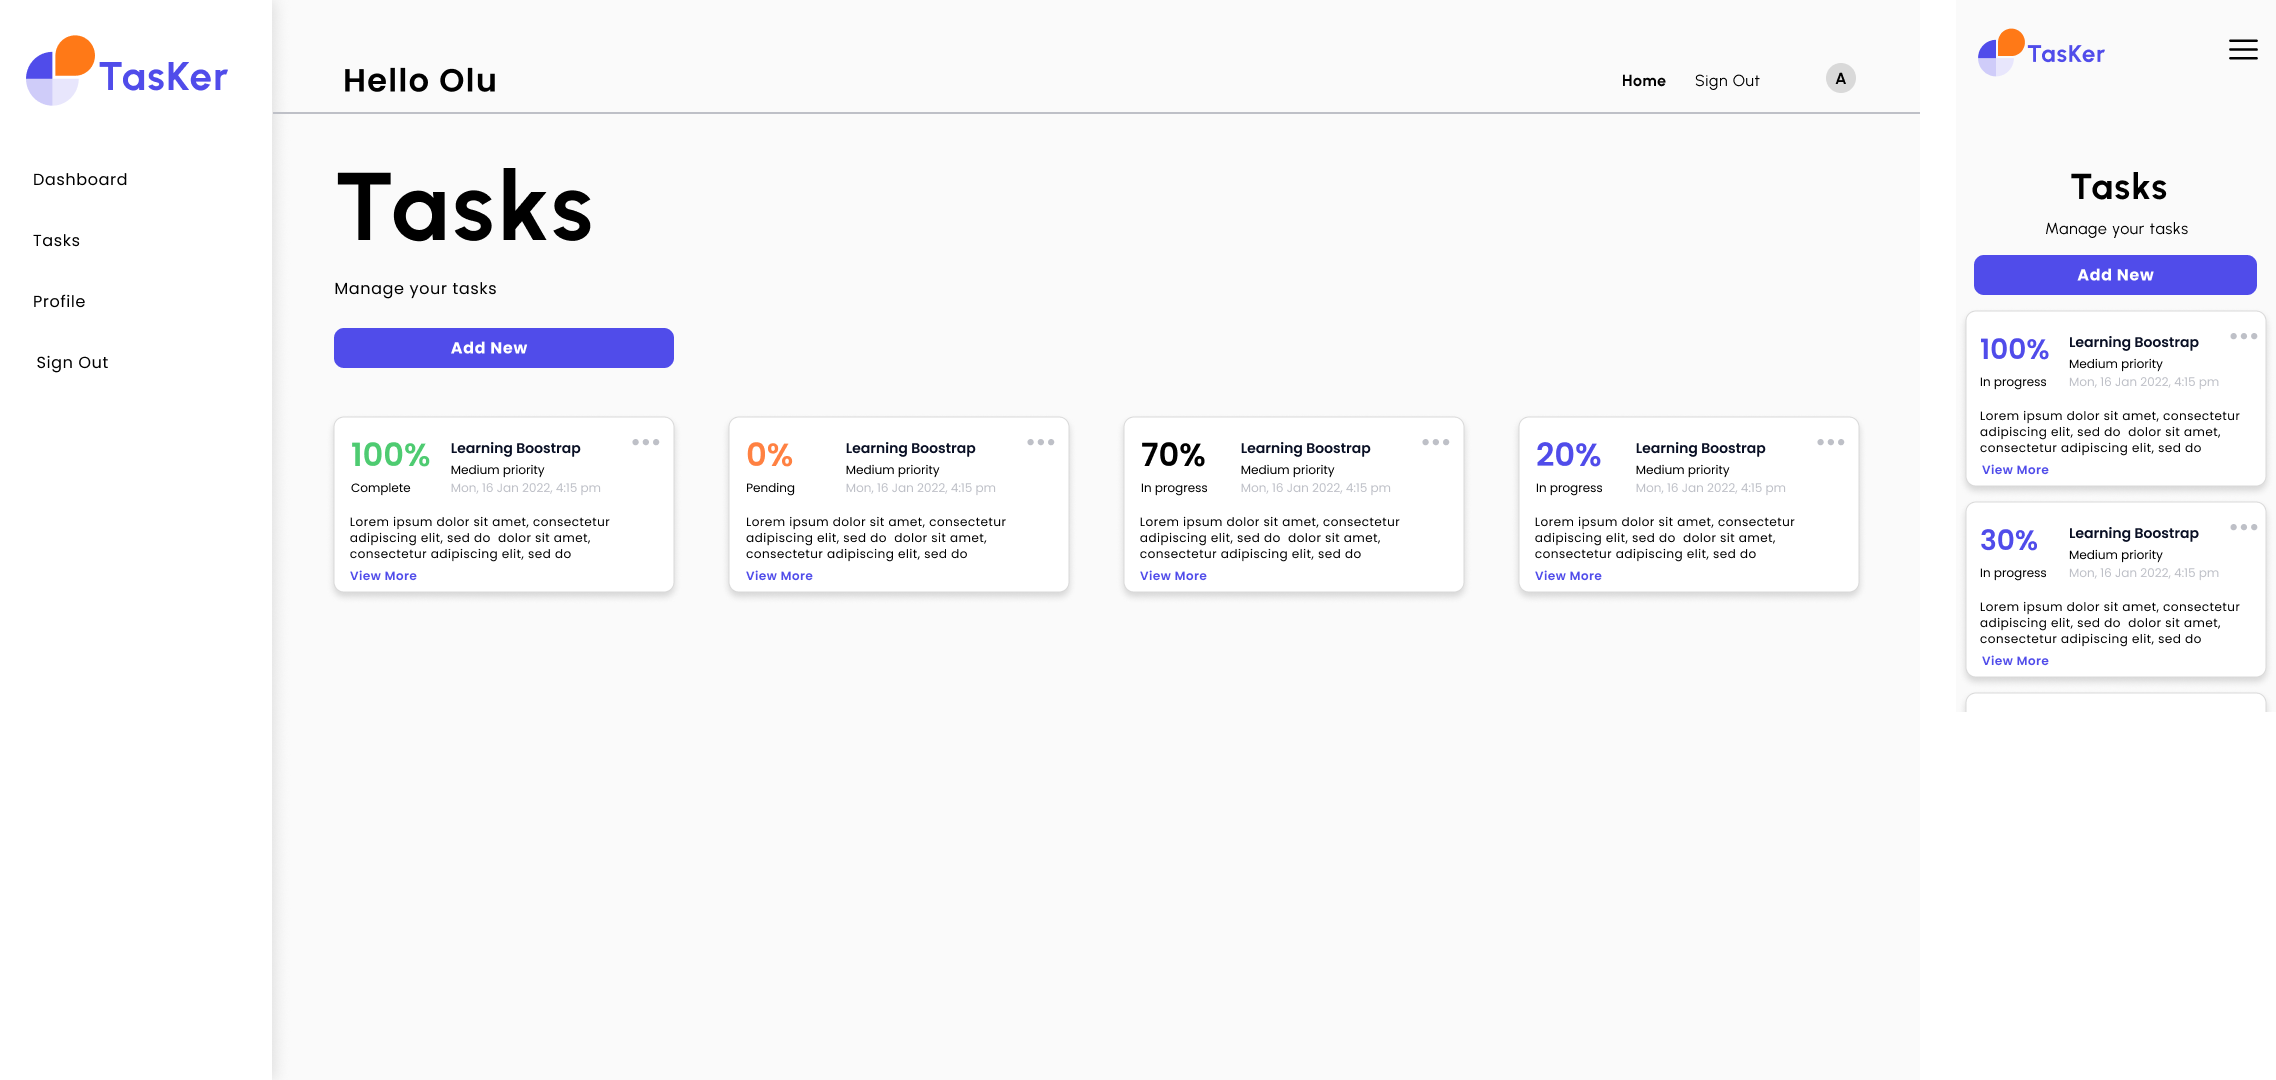 TasKer
Dashboard
Tasks
Profile
Sign Out
Hello Olu
Home
Sign Out
A
Tasks
Manage your tasks
Add New
100%
Complete
Learning Boostrap
Medium priority
Mon, 16 Jan 2022, 4:15 pm
Lorem ipsum dolor sit amet, consectetur
adipiscing elit, sed do dolor sit amet,
consectetur adipiscing elit, sed do
View More
0%
Pending
Learning Boostrap
Medium priority
Mon, 16 Jan 2022, 4:15 pm
Lorem ipsum dolor sit amet, consectetur
adipiscing elit, sed do dolor sit amet,
consectetur adipiscing elit, sed do
View More
70%
In progress
Learning Boostrap
Medium priority
Mon, 16 Jan 2022, 4:15 pm
Lorem ipsum dolor sit amet, consectetur
adipiscing elit, sed do dolor sit amet,
consectetur adipiscing elit, sed do
View More
20%
In progress
Learning Boostrap
Medium priority
Mon, 16 Jan 2022, 4:15 pm
Lorem ipsum dolor sit amet, consectetur
adipiscing elit, sed do dolor sit amet,
consectetur adipiscing elit, sed do
View More
TasKer
Tasks
Manage your tasks
Add New
100%
In progress
Learning Boostrap
Medium priority
Mon, 16 Jan 2022, 4:15 pm
Lorem ipsum dolor sit amet, consectetur
adipiscing elit, sed do dolor sit amet,
consectetur adipiscing elit, sed do
View More
30%
In progress
Learning Boostrap
Medium priority
Mon, 16 Jan 2022, 4:15 pm
Lorem ipsum dolor sit amet, consectetur
adipiscing elit, sed do dolor sit amet,
consectetur adipiscing elit, sed do
View More